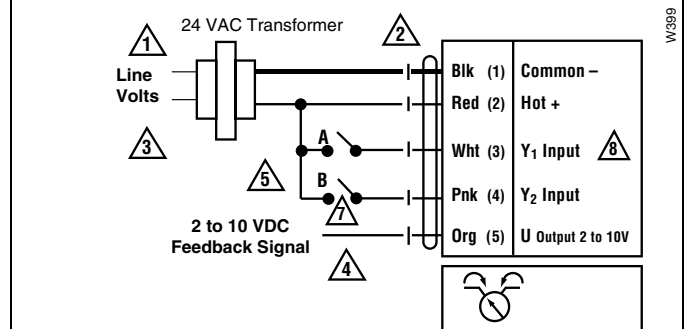 24 VAC Transformer
1
2
W399
Line
Volts
3
Blk (1) Common –
Red (2) Hot +
A
Wht (3) Y₁ Input 8
5
B
7
Pnk (4) Y₂ Input
2 to 10 VDC
Feedback Signal
4
Org (5) U Output 2 to 10V